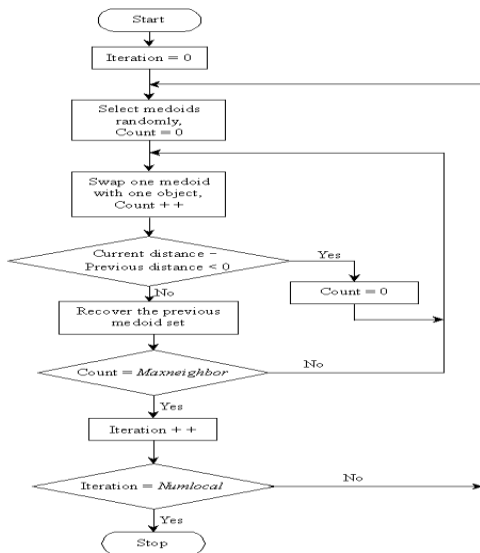 Start
Iteration = 0
Select medoids
randomly,
Count = 0
Swap one medoid
with one object,
Count + +
Current distance –
Previous distance < 0
Yes
Count = 0
No
Recover the previous
medoid set
Count = Maxneighbor
No
Yes
Iteration + +
Iteration = Numlocal
No
Yes
Stop